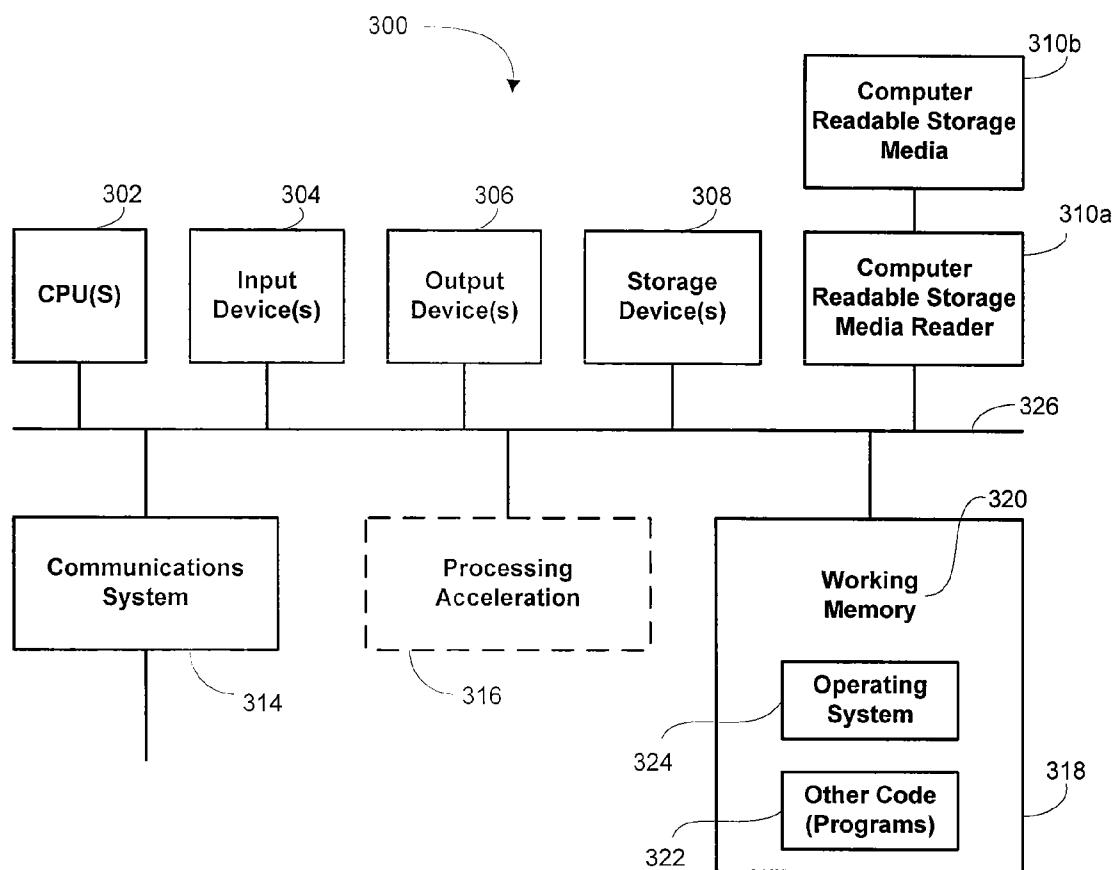 300
310b
Computer
Readable Storage
Media
302
304
306
308
310a
CPU(S)
Input
Device(s)
Output
Device(s)
Storage
Device(s)
Computer
Readable Storage
Media Reader
326
320
Communications
System
Processing
Acceleration
Working
Memory
314
316
Operating
System
324
318
Other Code
(Programs)
322